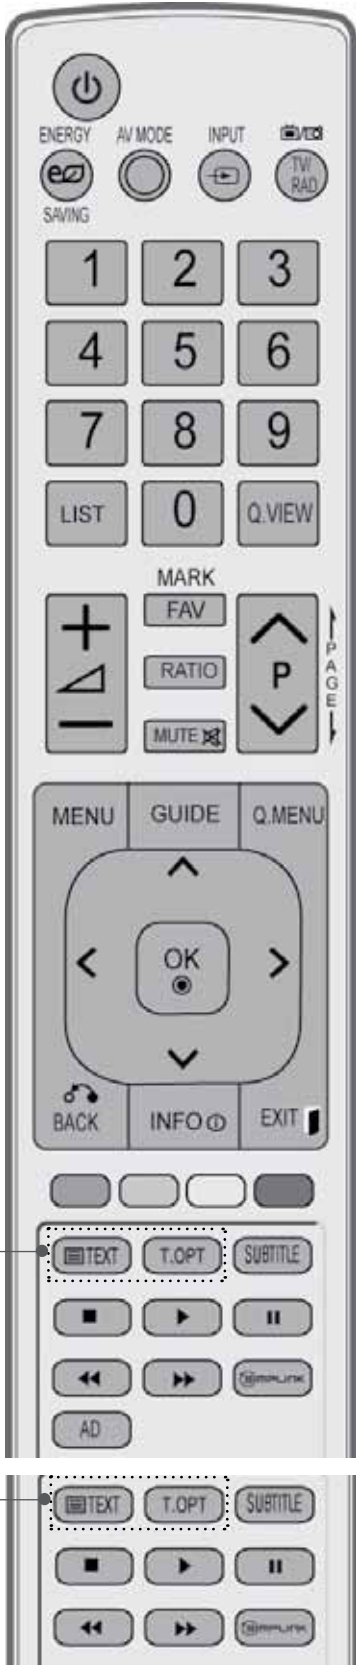 ENERGY AV MODE INPUT
TV/
RAD
SAVING
1 2 3
4 5 6
7 8 9
LIST 0 Q.VIEW
MARK
FAV
RATIO
P
PAGE
MUTE
MENU GUIDE Q.MENU
OK
BACK INFO EXIT
TEXT T.OPT SUBTITLE
SIMPLINK
AD
TEXT T.OPT SUBTITLE
SIMPLINK